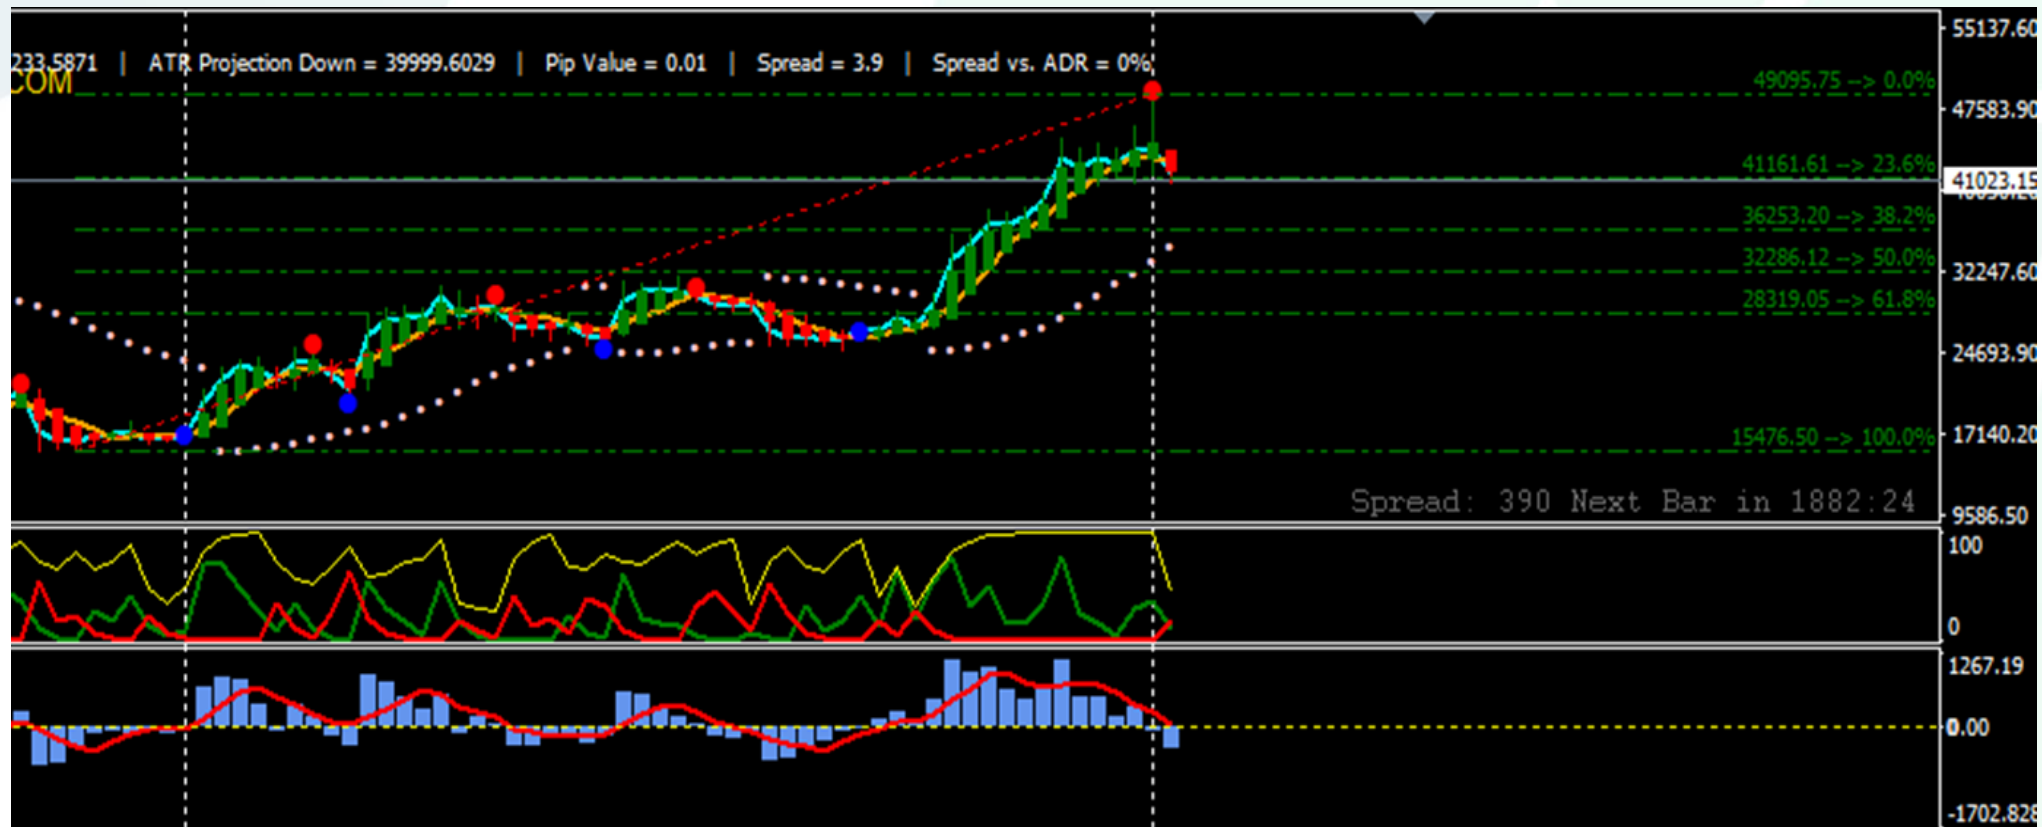 55137.60
233.5871 | ATR Projection Down = 39999.6029 | Pip Value = 0.01 | Spread = 3.9 | Spread vs. ADR = 0%
COM
49095.75 --> 0.0%
47583.90
41161.61 --> 23.6%
41023.15
36253.20 --> 38.2%
32286.12 --> 50.0%
32247.60
28319.05 --> 61.8%
24693.90
15476.50 --> 100.0%
17140.20
Spread: 390 Next Bar in 1882:24
9586.50
100
0
1267.19
0.00
-1702.828